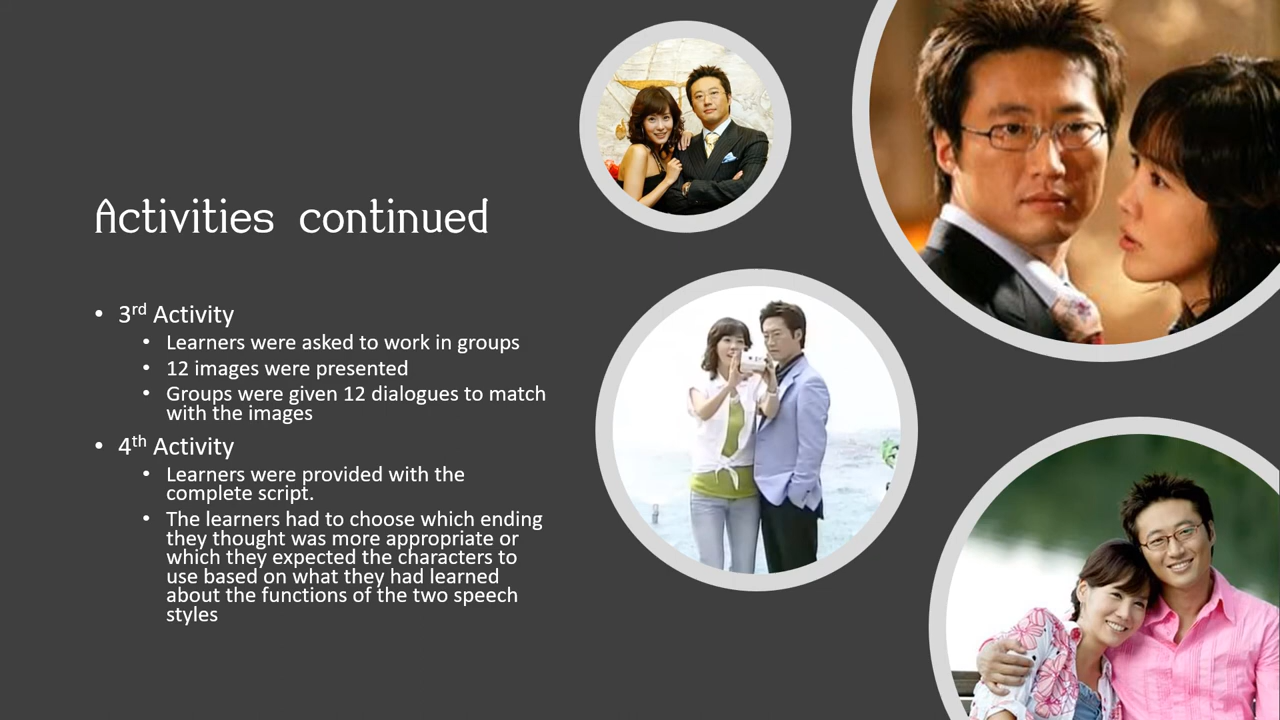 Activities continued
• 3rd Activity
• Learners were asked to work in groups
• 12 images were presented
• Groups were given 12 dialogues to match
with the images
• 4th Activity
• Learners were provided with the
complete script.
• The learners had to choose which ending
they thought was more appropriate or
which they expected the characters to
use based on what they had learned
about the functions of the two speech
styles